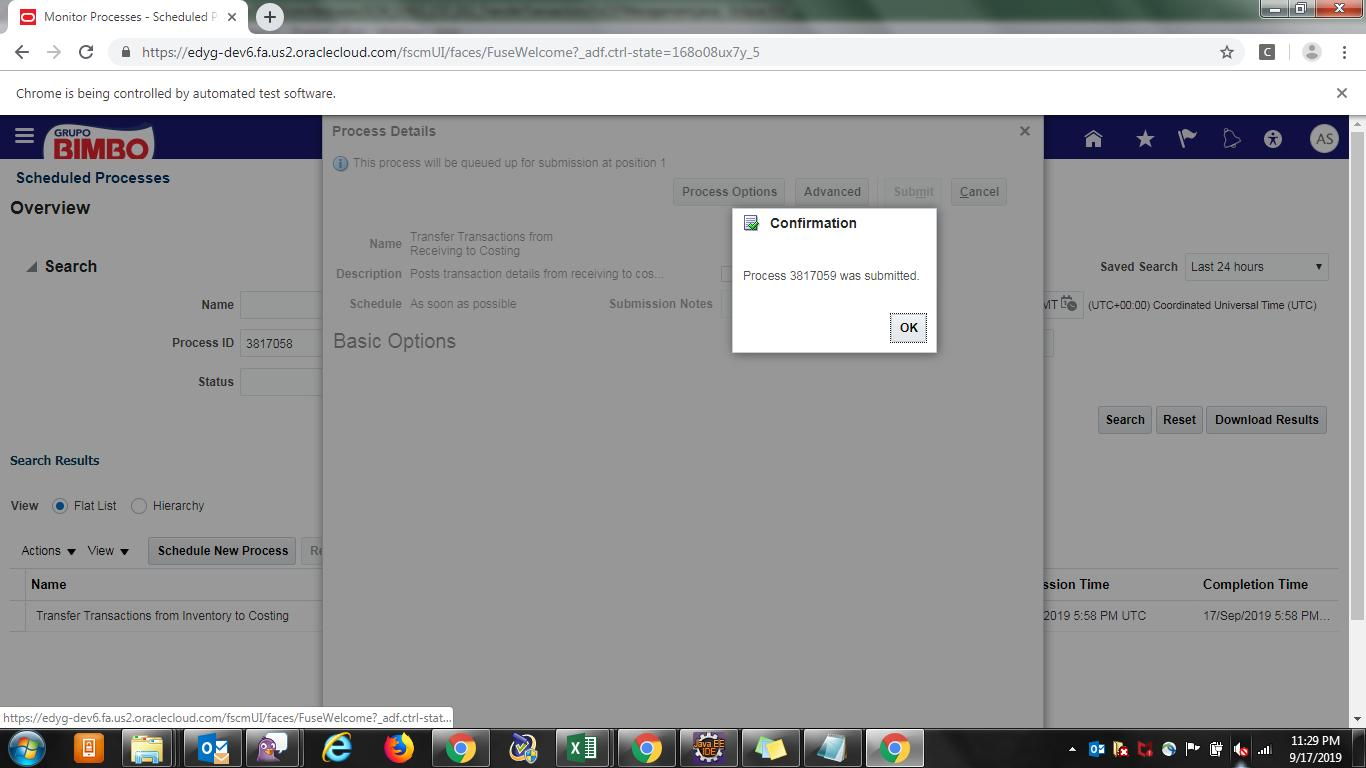 Monitor Processes - Scheduled P
https://edyg-dev6.fa.us2.oraclecloud.com/fscmUI/faces/FuseWelcome?_adf.ctrl-state=168o08ux7y_5
C
Chrome is being controlled by automated test software.
GRUPO
BIMBO
Process Details
AS
This process will be queued up for submission at position 1
Scheduled Processes
Process Options
Advanced
Submit
Cancel
Overview
Confirmation
Name
Transfer Transactions from
Receiving to Costing
Search
Description
Posts transaction details from receiving to cos...
Process 3817059 was submitted.
Saved Search
Last 24 hours
Name
Schedule
As soon as possible
Submission Notes
MT
(UTC+00:00) Coordinated Universal Time (UTC)
OK
Process ID
3817058
Basic Options
Status
Search
Reset
Download Results
Search Results
View
Flat List
Hierarchy
Actions
View
Schedule New Process
Re
Name
ssion Time
Completion Time
Transfer Transactions from Inventory to Costing
2019 5:58 PM UTC
17/Sep/2019 5:58 PM...
https://edyg-dev6.fa.us2.oraclecloud.com/fscmUI/faces/FuseWelcome?_adf.ctrl-stat...
Java EE
IDE
11:29 PM
9/17/2019